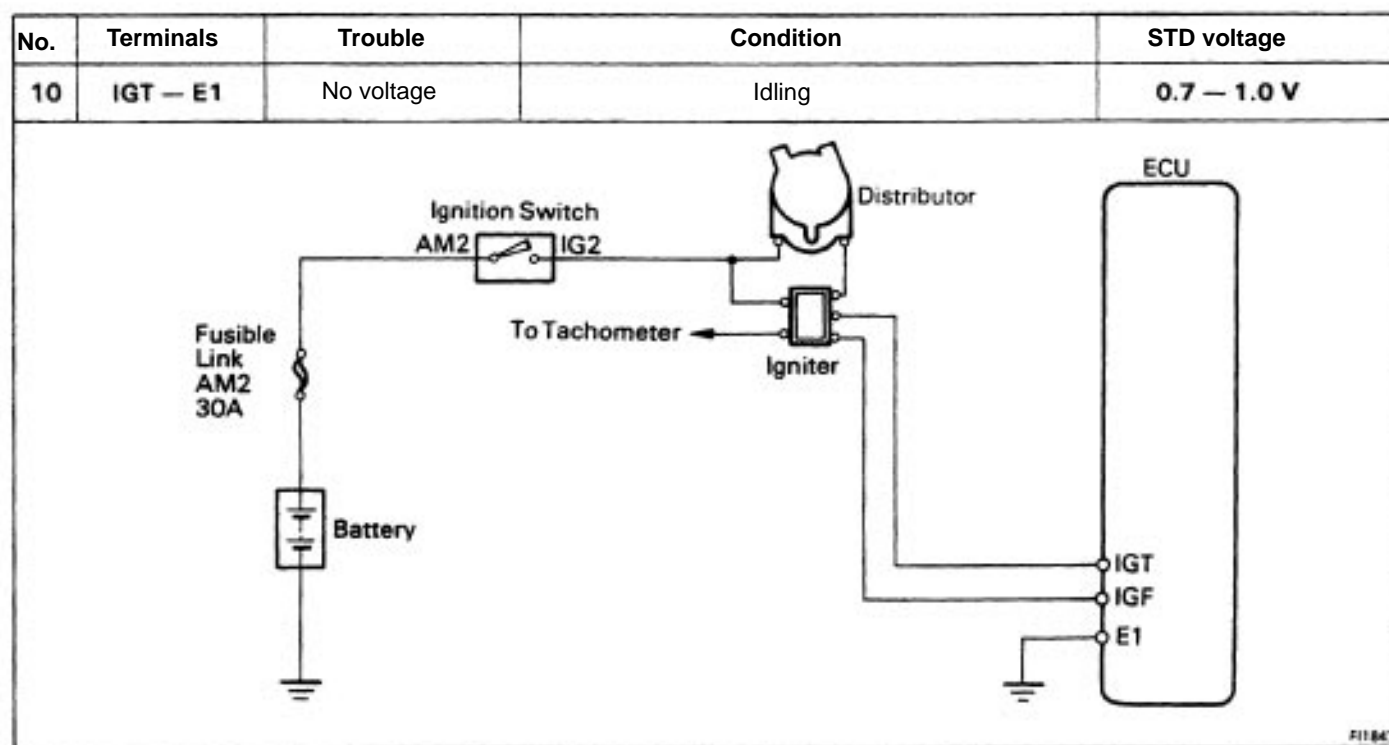 No. Terminals Trouble Condition STD voltage
10 IGT — E1 No voltage Idling 0.7 — 1.0 V
ECU
Distributor
Ignition Switch
AM2 IG2
Fusible
Link
AM2
30A
To Tachometer
Igniter
Battery
IGT
IGF
E1